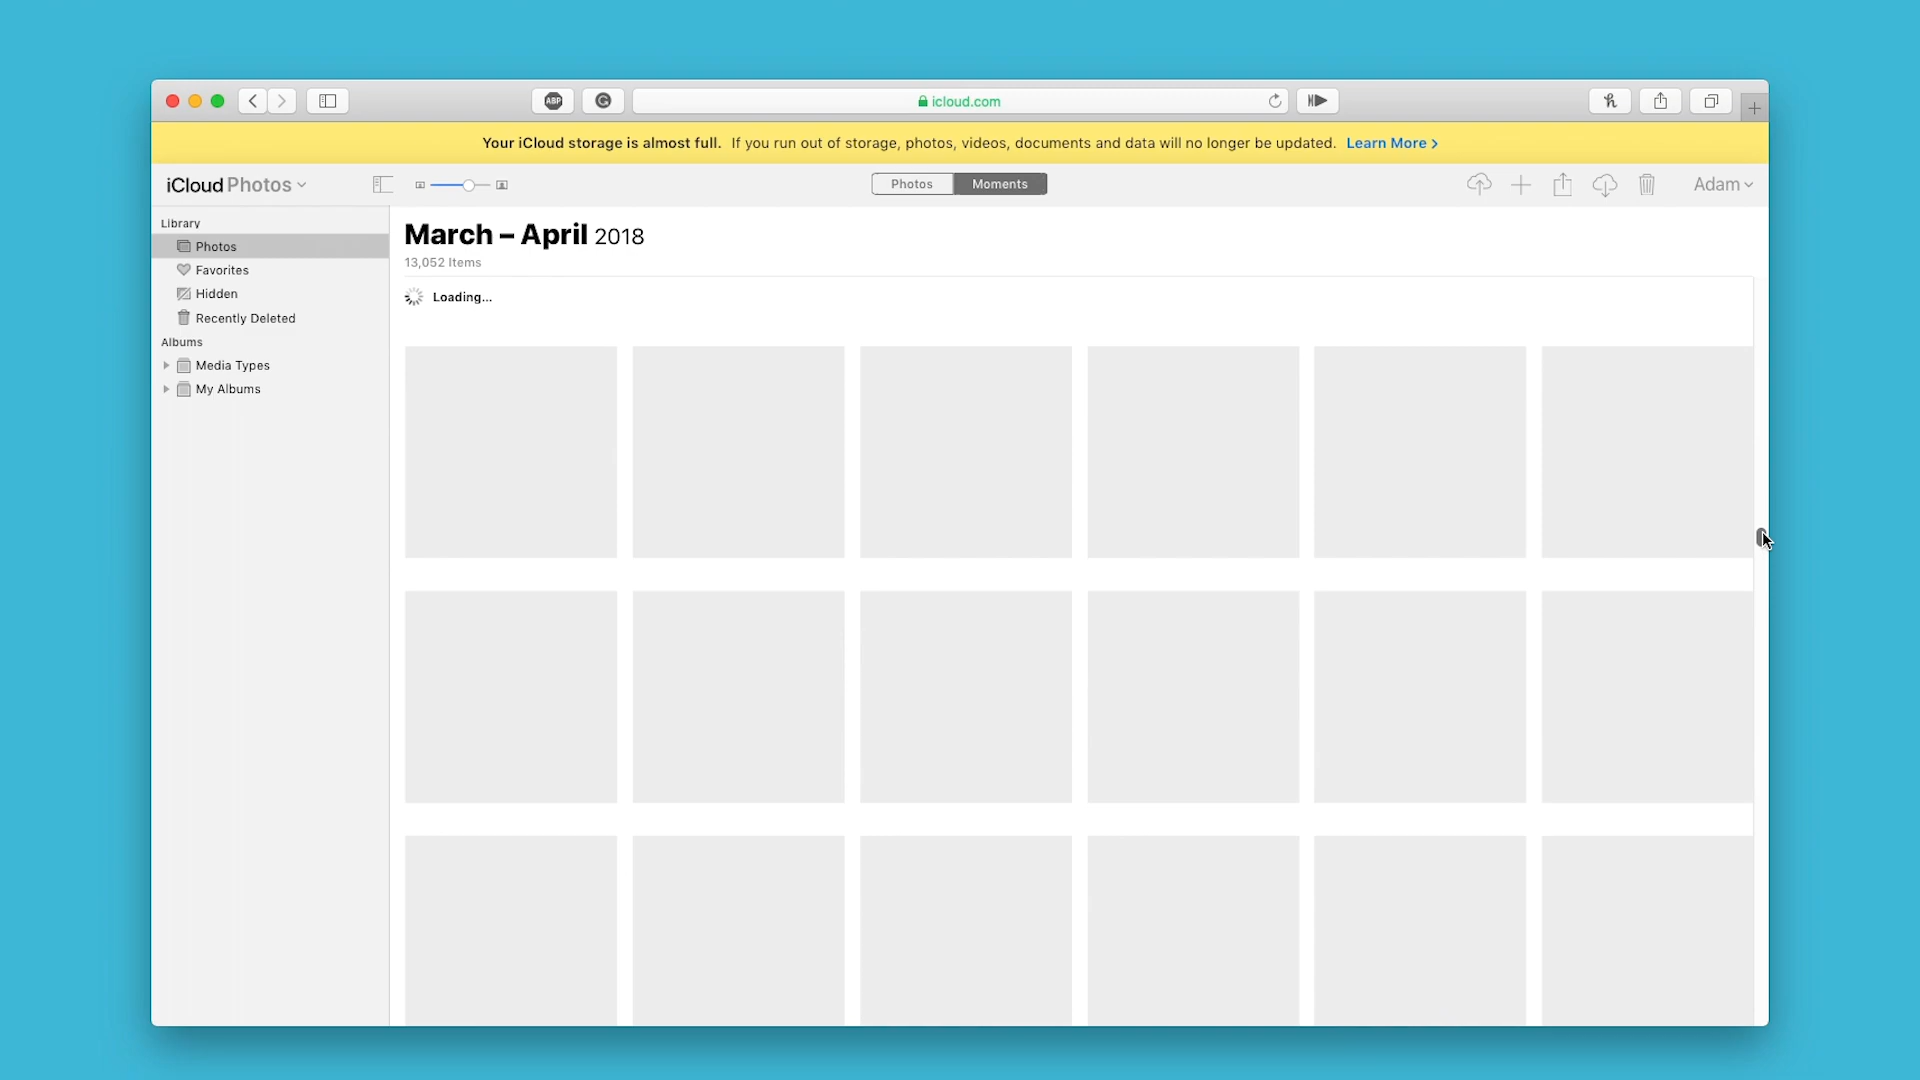 ABP
icloud.com
Your iCloud storage is almost full. If you run out of storage, photos, videos, documents and data will no longer be updated. Learn More >
iCloud Photos
Photos
Moments
Adam
Library
Photos
Favorites
Hidden
Recently Deleted
Albums
Media Types
My Albums
March – April 2018
13,052 Items
Loading...